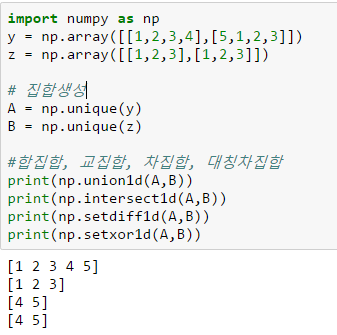 import numpy as np
y = np.array([[1,2,3,4],[5,1,2,3]])
z = np.array([[1,2,3],[1,2,3]])
# 집합생성
A = np.unique(y)
B = np.unique(z)
#합집합, 교집합, 차집합, 대칭차집합
print(np.union1d(A,B))
print(np.intersect1d(A,B))
print(np.setdiff1d(A,B))
print(np.setxor1d(A,B))
[1 2 3 4 5]
[1 2 3]
[4 5]
[4 5]